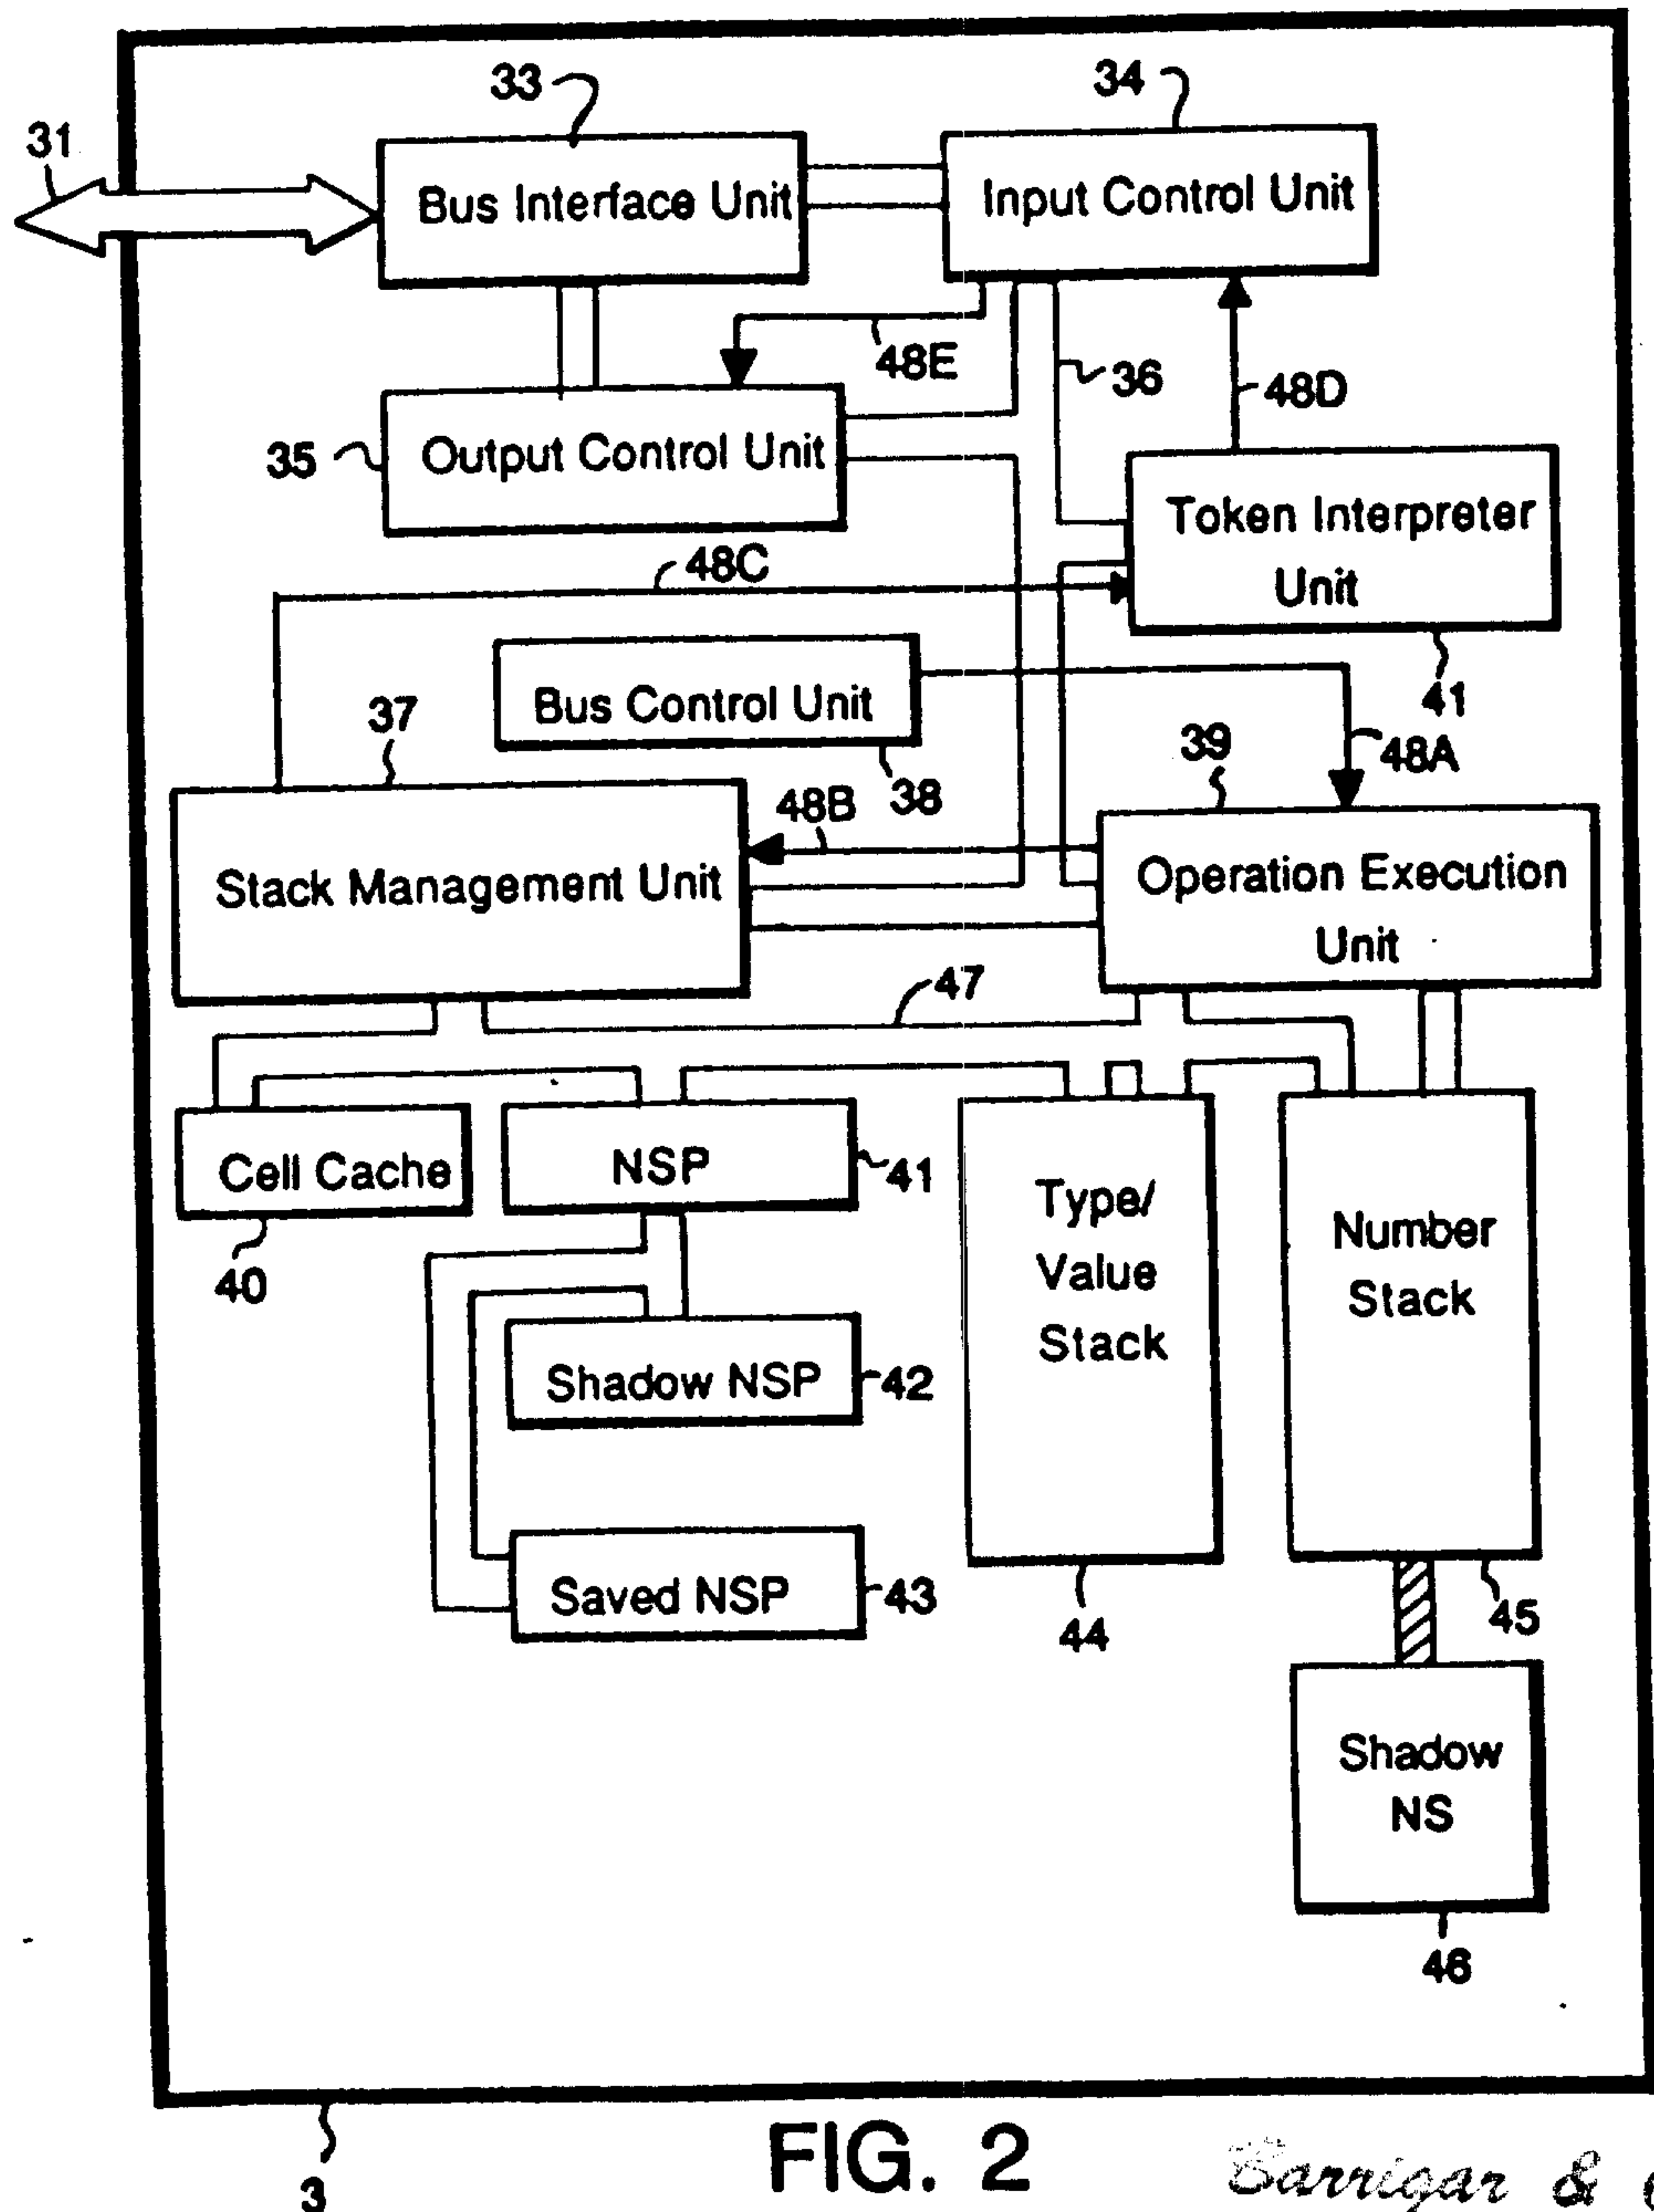 33
34
31
Bus Interface Unit
Input Control Unit
48E
36
48D
35
Output Control Unit
Token Interpreter
Unit
48C
41
Bus Control Unit
37
38
39
48A
48B
Stack Management Unit
Operation Execution
Unit
47
Cell Cache
40
NSP
41
Type/
Value
Stack
Number
Stack
Shadow NSP
42
Saved NSP
43
44
45
Shadow
NS
46
3
FIG. 2
Barrigar &